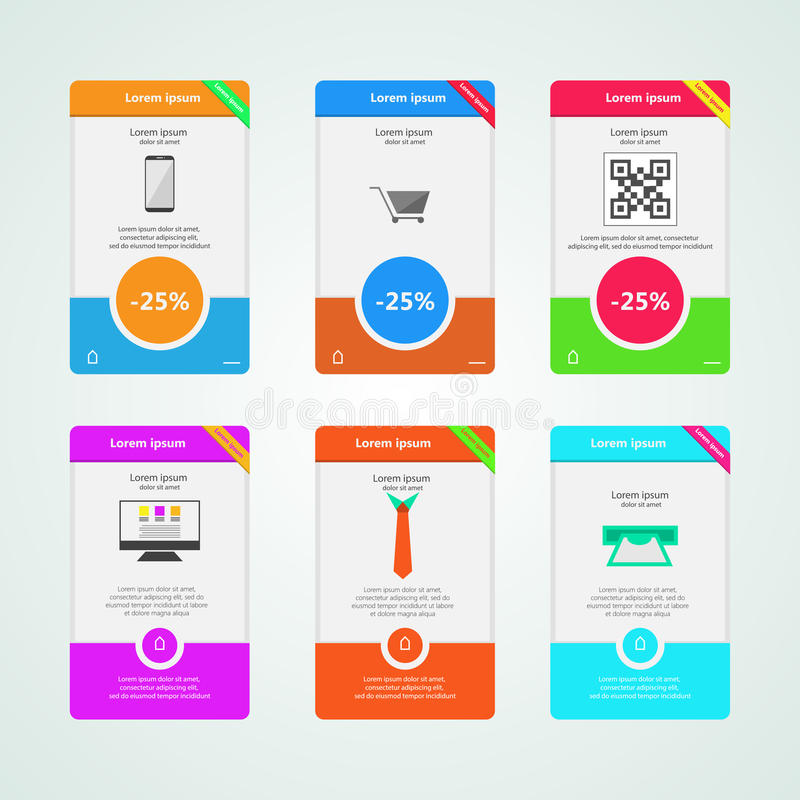 Lorem ipsum
Lorem ipsum
Lorem ipsum
dolor sit amet
Lorem ipsum dolor sit amet,
consectetur adipiscing elit,
sed do eiusmod tempor incididunt
-25%
Lorem ipsum
Lorem ipsum
Lorem ipsum
dolor sit amet
-25%
Lorem ipsum
Lorem ipsum
Lorem ipsum
dolor sit amet
Lorem ipsum dolor sit amet, consectetur
adipiscing elit, sed do eiusmod tempor incididunt
-25%
dreamstime
Lorem ipsum
Lorem ipsum
Lorem ipsum
dolor sit amet
Lorem ipsum dolor sit amet,
consectetur adipiscing elit, sed do
eiusmod tempor incididunt ut labore
et dolore magna aliqua
Lorem ipsum dolor sit amet,
consectetur adipiscing elit, sed do
eiusmod tempor incididunt
Lorem ipsum
Lorem ipsum
Lorem ipsum
dolor sit amet
Lorem ipsum dolor sit amet,
consectetur adipiscing elit, sed do
eiusmod tempor incididunt ut labore
Lorem ipsum dolor sit amet,
consectetur adipiscing elit, sed do
eiusmod tempor incididunt
Lorem ipsum
Lorem ipsum
Lorem ipsum
dolor sit amet
Lorem ipsum dolor sit amet,
consectetur adipiscing elit, sed do
eiusmod tempor incididunt ut labore
et dolore magna aliqua
Lorem ipsum dolor sit amet,
consectetur adipiscing elit, sed do
eiusmod tempor incididunt